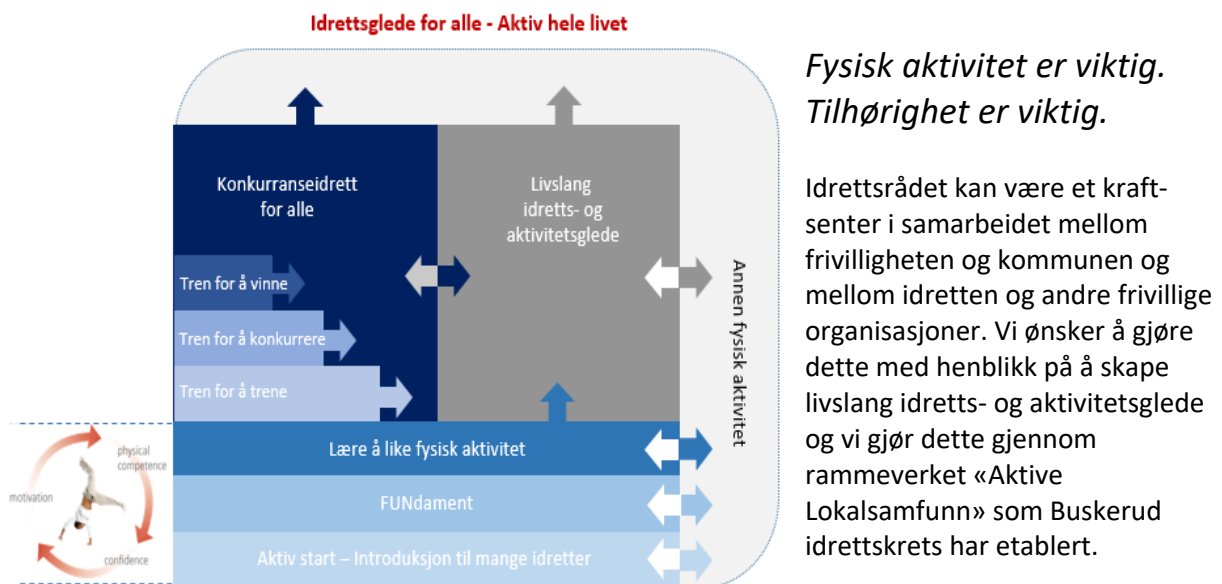 Idrettsglede for alle - Aktiv hele livet
Konkurranseidrett
for alle
Livslang
idretts- og
aktivitetsglede
Annen fysisk aktivitet
Tren for å vinne
Tren for å konkurrere
Tren for å trene
Lære å like fysisk aktivitet
FUNdament
Aktiv start – Introduksjon til mange idretter
physical
competence
motivation
confidence
Fysisk aktivitet er viktig.
Tilhørighet er viktig.
Idrettsrådet kan være et kraft-
senter i samarbeidet mellom
frivilligheten og kommunen og
mellom idretten og andre frivillige
organisasjoner. Vi ønsker å gjøre
dette med henblikk på å skape
livslang idretts- og aktivitetsglede
og vi gjør dette gjennom
rammeverket «Aktive
Lokalsamfunn» som Buskerud
idrettskrets har etablert.